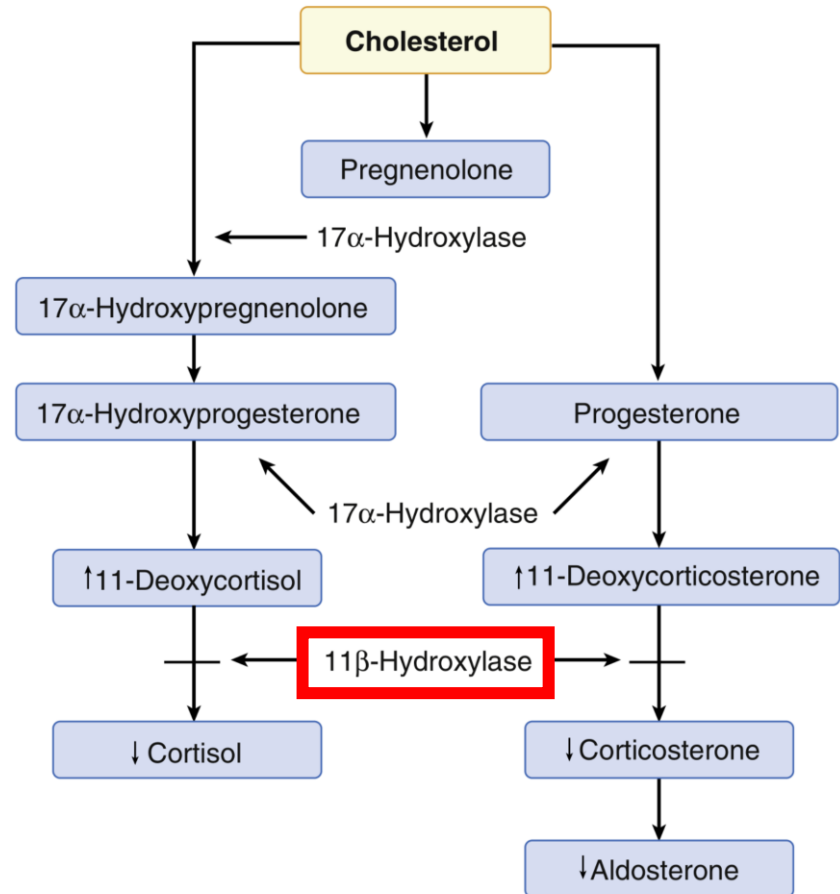 Cholesterol
Pregnenolone
17α-Hydroxylase
17α-Hydroxypregnenolone
17α-Hydroxyprogesterone
Progesterone
17α-Hydroxylase
↑11-Deoxycortisol
↑11-Deoxycorticosterone
11β-Hydroxylase
↓Cortisol
↓Corticosterone
↓Aldosterone